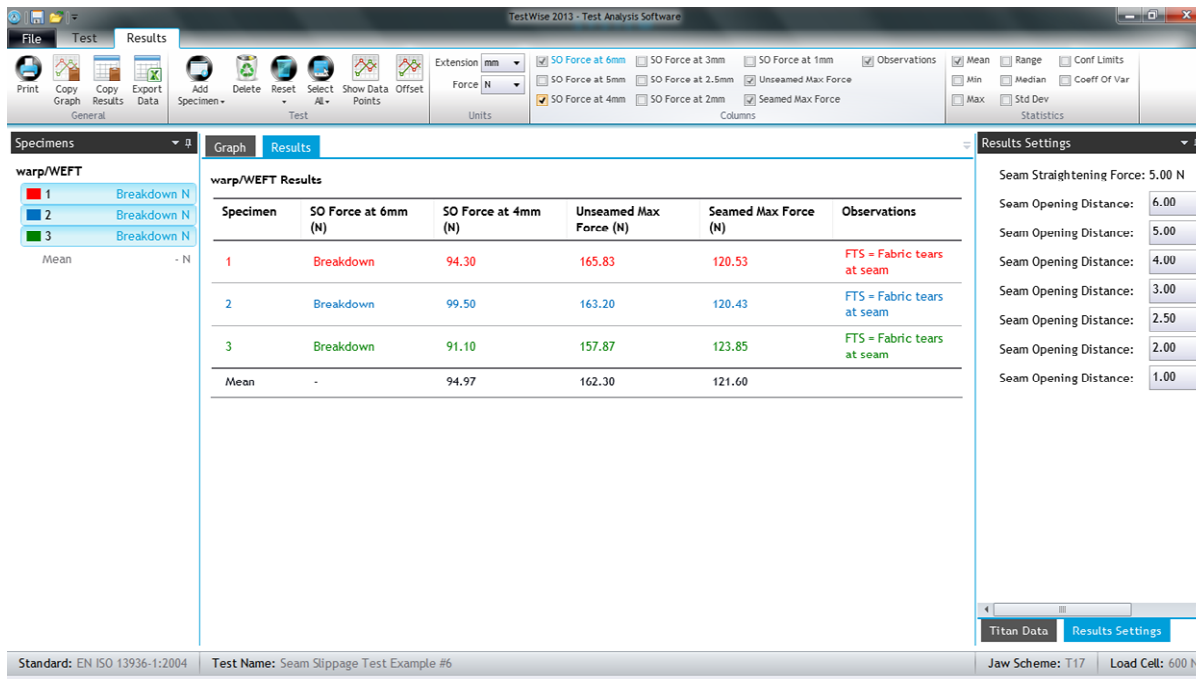 TestWise 2013 - Test Analysis Software
File Test Results
Print
Copy Graph
Copy Results
Export Data
General
Add Specimen
Delete
Reset
Select All
Show Data Points
Offset
Test
Extension mm
Force N
Units
SO Force at 6mm SO Force at 3mm SO Force at 1mm Observations
SO Force at 5mm SO Force at 2.5mm Unseamed Max Force
SO Force at 4mm SO Force at 2mm Seamed Max Force
Columns
Mean Range Conf Limits
Min Median Coeff Of Var
Max Std Dev
Statistics
Specimens
warp/WEFT
1 Breakdown N
2 Breakdown N
3 Breakdown N
Mean - N
Graph Results
warp/WEFT Results
Specimen SO Force at 6mm (N) SO Force at 4mm (N) Unseamed Max Force (N) Seamed Max Force (N) Observations
1 Breakdown 94.30 165.83 120.53 FTS = Fabric tears at seam
2 Breakdown 99.50 163.20 120.43 FTS = Fabric tears at seam
3 Breakdown 91.10 157.87 123.85 FTS = Fabric tears at seam
Mean - 94.97 162.30 121.60
Results Settings
Seam Straightening Force: 5.00 N
Seam Opening Distance: 6.00
Seam Opening Distance: 5.00
Seam Opening Distance: 4.00
Seam Opening Distance: 3.00
Seam Opening Distance: 2.50
Seam Opening Distance: 2.00
Seam Opening Distance: 1.00
Titan Data Results Settings
Standard: EN ISO 13936-1:2004 Test Name: Seam Slippage Test Example #6 Jaw Scheme: T17 Load Cell: 600 N